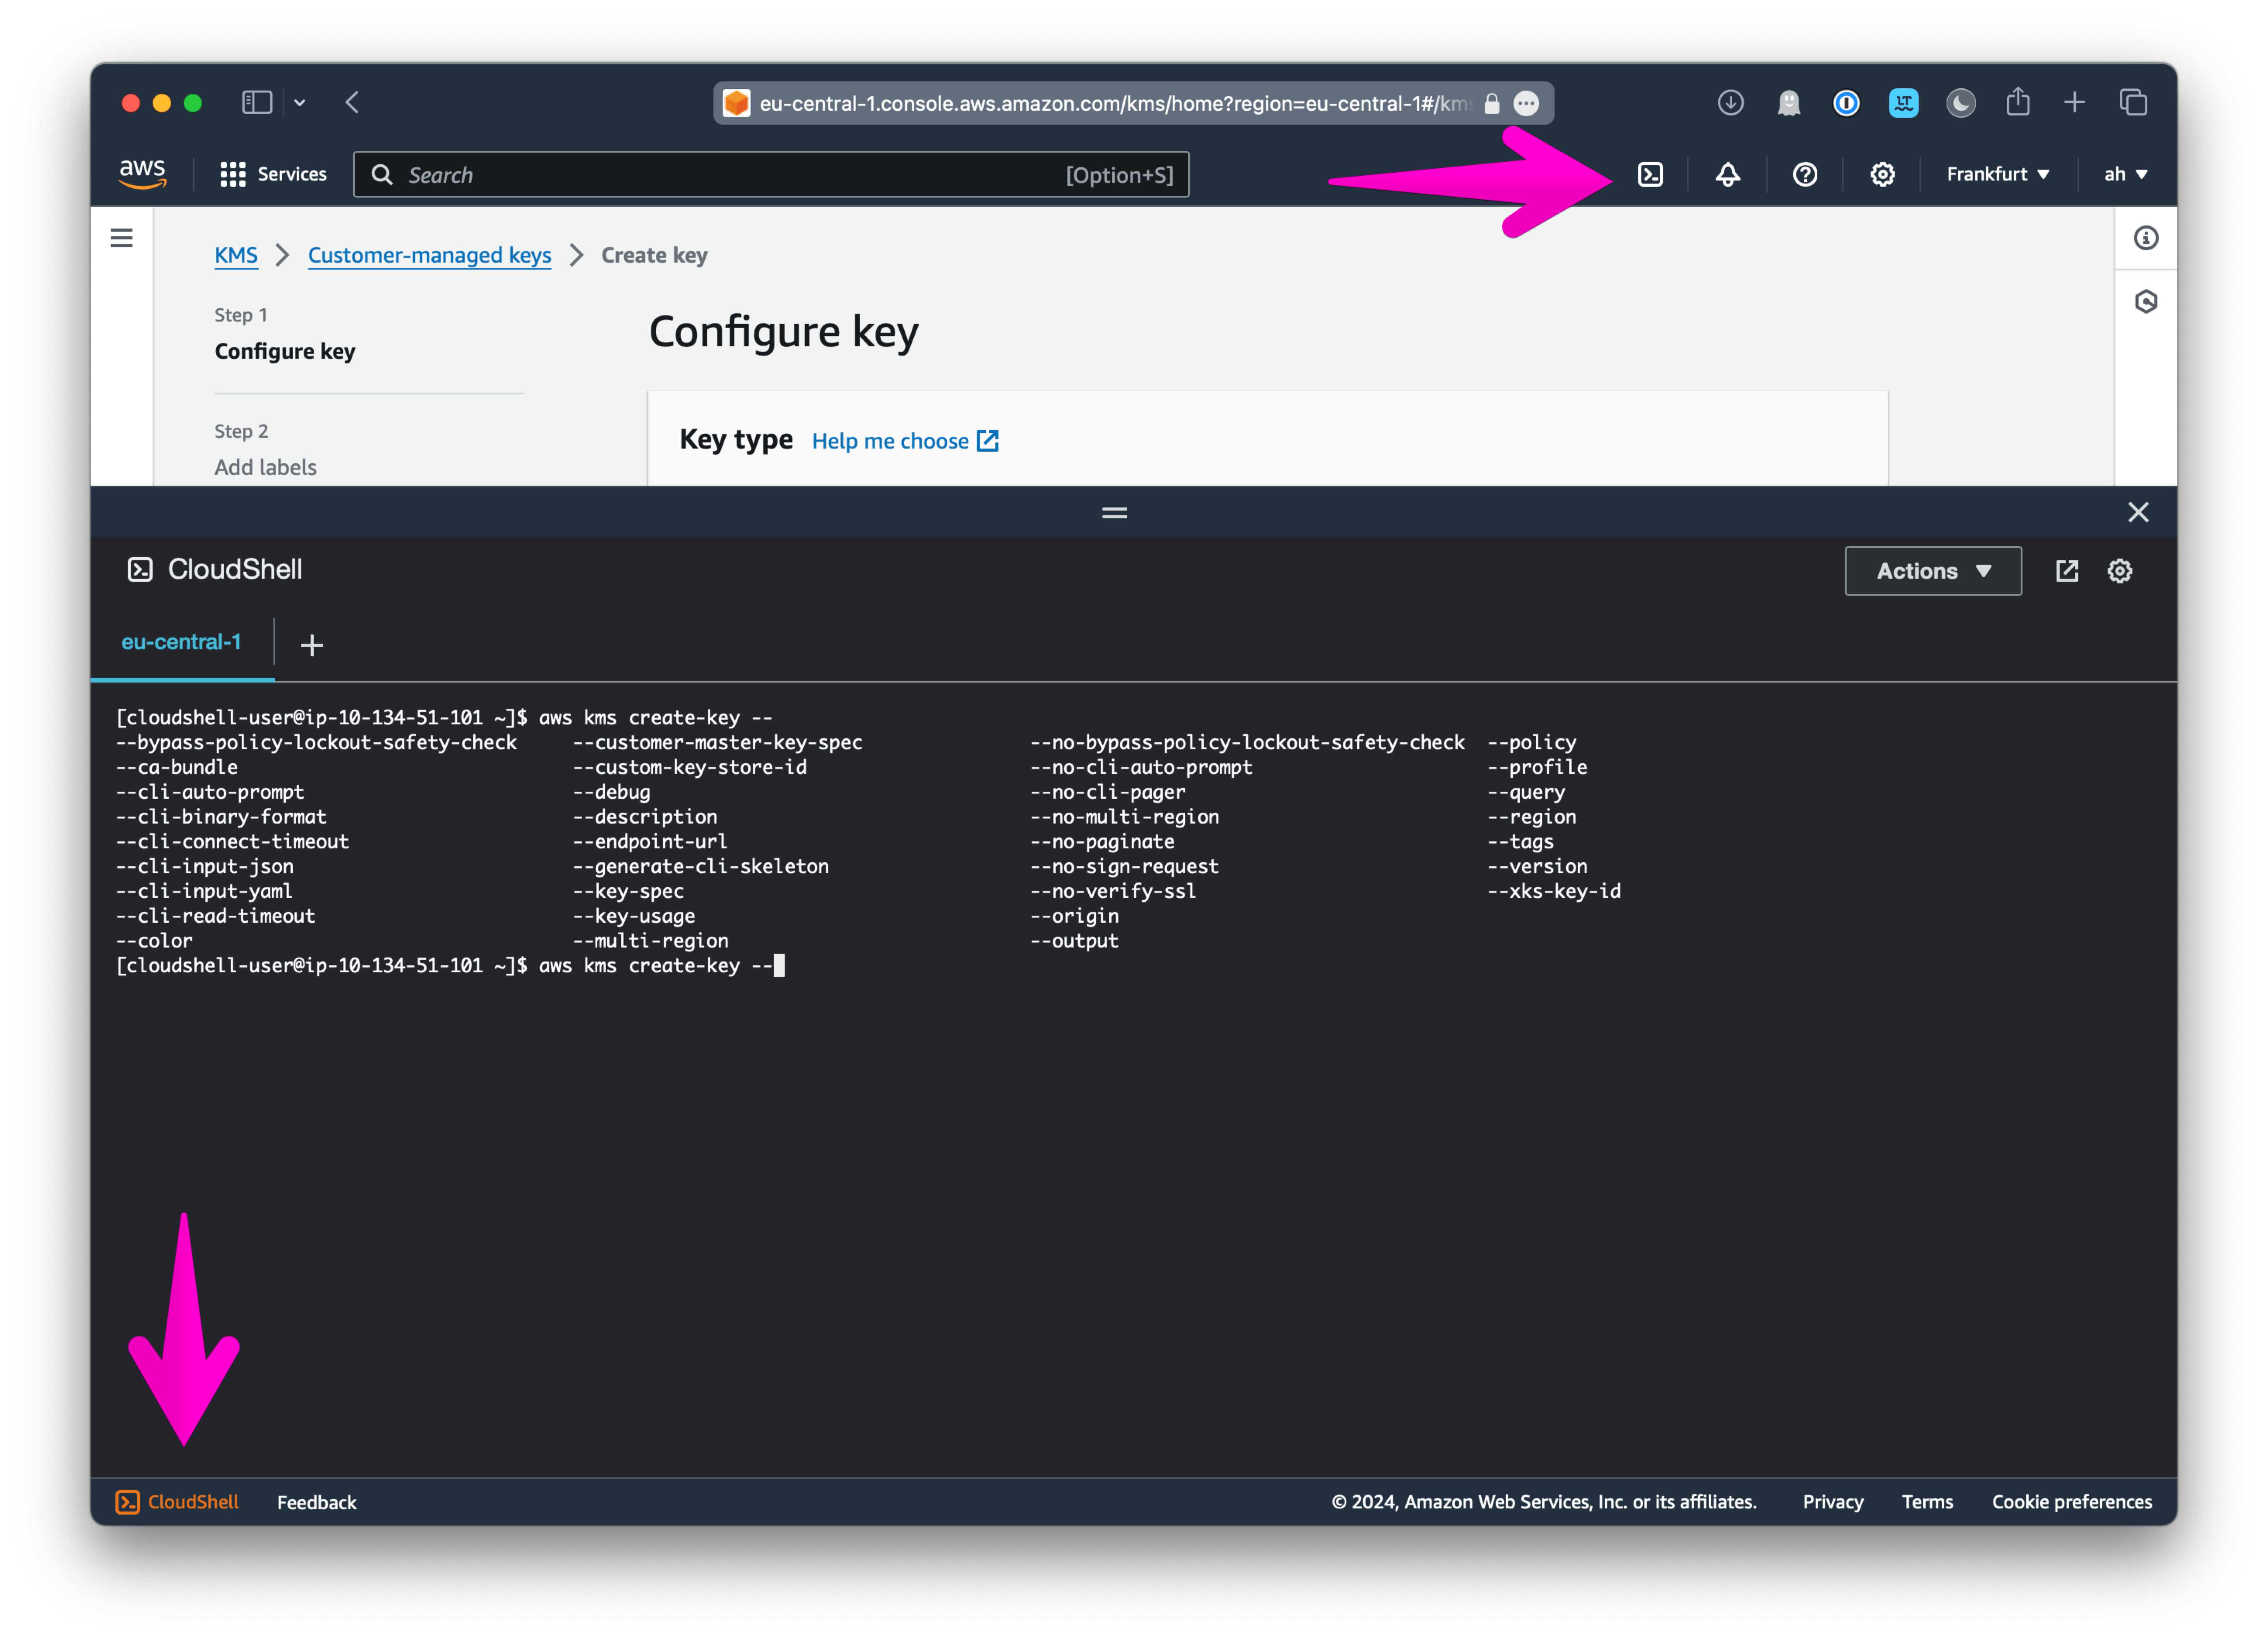 eu-central-1.console.aws.amazon.com/kms/home?region=eu-central-1#/kms
aws Services Search [Option+S] Frankfurt ▼ ah ▼
KMS > Customer-managed keys > Create key
Step 1
Configure key
Step 2
Add labels
Configure key
Key type Help me choose
CloudShell Actions ▼
eu-central-1 +
[cloudshell-user@ip-10-134-51-101 ~]$ aws kms create-key --
--bypass-policy-lockout-safety-check --customer-master-key-spec --no-bypass-policy-lockout-safety-check --policy
--ca-bundle --custom-key-store-id --no-cli-auto-prompt --profile
--cli-auto-prompt --debug --no-cli-pager --query
--cli-binary-format --description --no-multi-region --region
--cli-connect-timeout --endpoint-url --no-paginate --tags
--cli-input-json --generate-cli-skeleton --no-sign-request --version
--cli-input-yaml --key-spec --no-verify-ssl --xks-key-id
--cli-read-timeout --key-usage --origin
--color --multi-region --output
[cloudshell-user@ip-10-134-51-101 ~]$ aws kms create-key --
CloudShell Feedback © 2024, Amazon Web Services, Inc. or its affiliates. Privacy Terms Cookie preferences